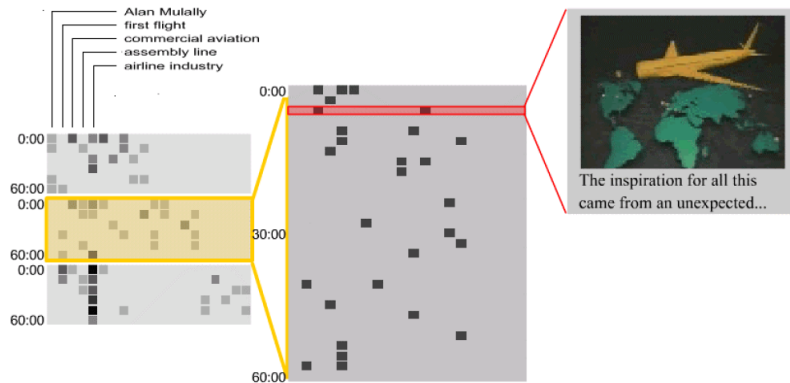 Alan Mulally
first flight
commercial aviation
assembly line
airline industry
0:00
60:00
0:00
60:00
0:00
60:00
0:00
30:00
60:00
The inspiration for all this
came from an unexpected...